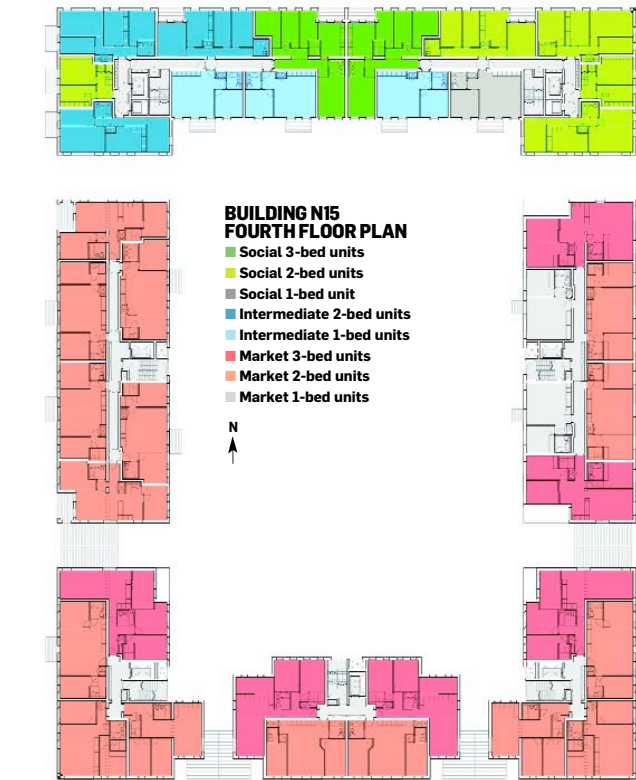 BUILDING N15
FOURTH FLOOR PLAN
Social 3-bed units
Social 2-bed units
Social 1-bed unit
Intermediate 2-bed units
Intermediate 1-bed units
Market 3-bed units
Market 2-bed units
Market 1-bed units
N